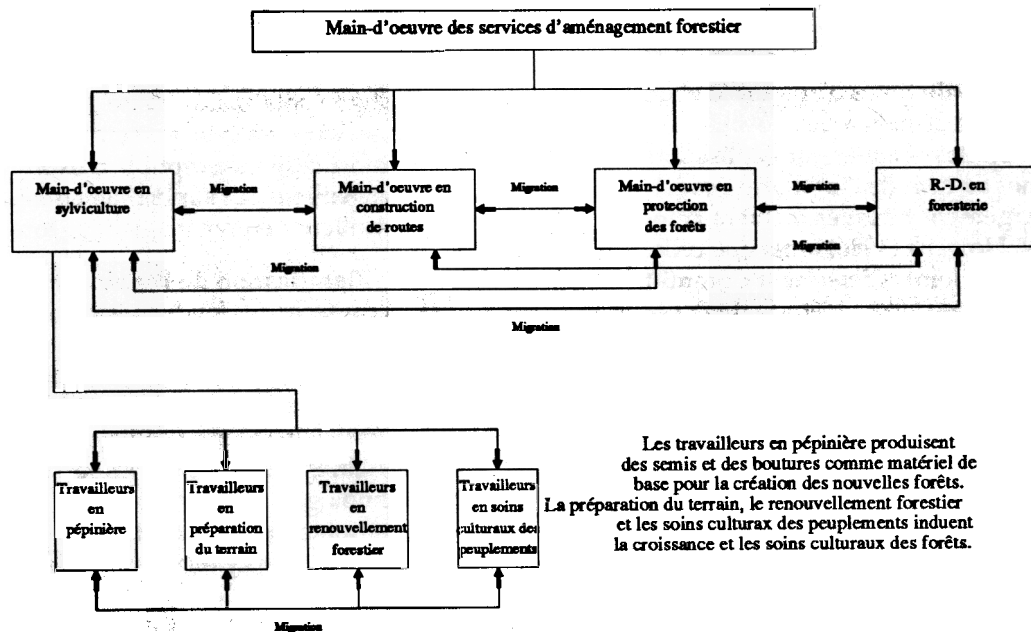 Main-d'oeuvre des services d'aménagement forestier
Main-d'oeuvre en
sylviculture
Migration
Main-d'oeuvre en
construction
de routes
Migration
Main-d'oeuvre en
protection
des forêts
Migration
R.-D. en
foresterie
Migration
Migration
Migration
Travailleurs
en
pépinière
Travailleurs
en
préparation
du terrain
Travailleurs
en
renouvellement
forestier
Travailleurs
en soins
culturaux des
peuplements
Migration
Les travailleurs en pépinière produisent
des semis et des boutures comme matériel de
base pour la création des nouvelles forêts.
La préparation du terrain, le renouvellement forestier
et les soins culturax des peuplements induent
la croissance et les soins culturaux des forêts.